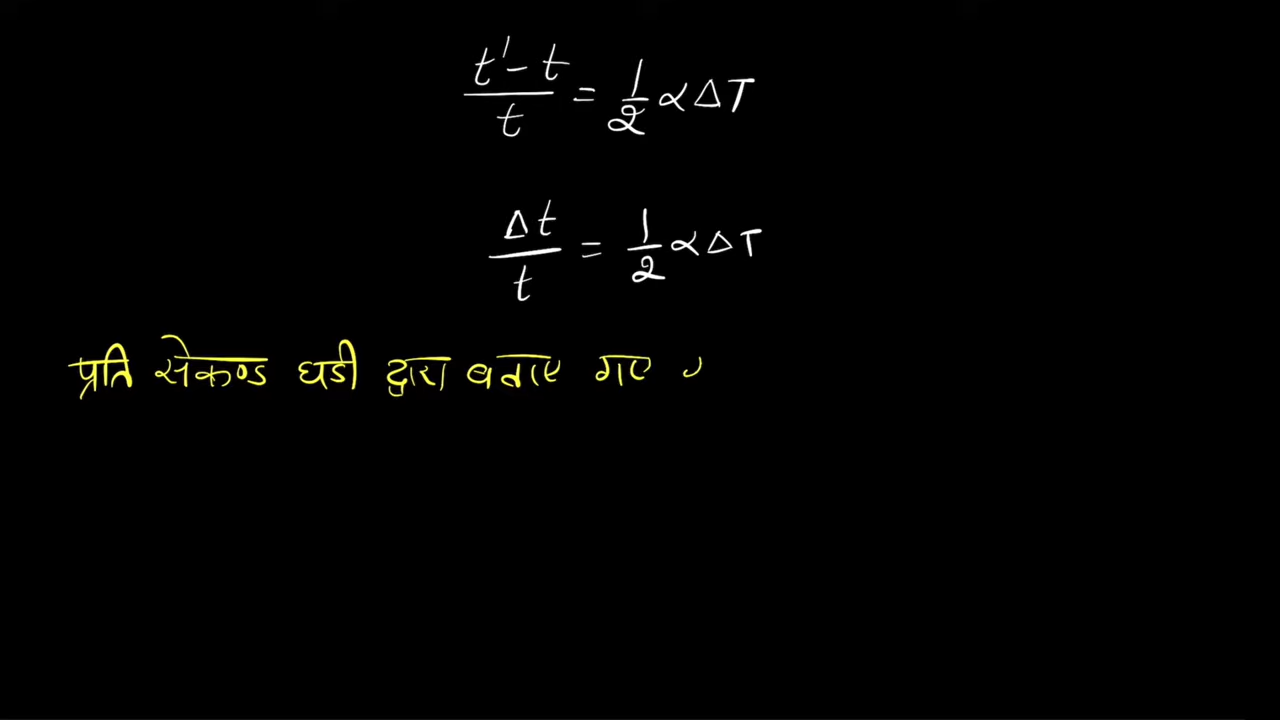 (t' - t)/t = 1/2 α ΔT
Δt/t = 1/2 α ΔT
प्रति सेकण्ड घडी द्वारा बताए गए